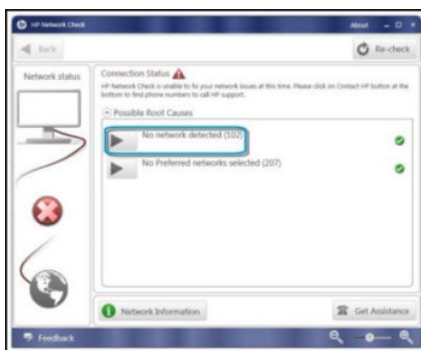 HP Network Check
About
Back
Re-check
Network status
Connection Status
HP Network Check is unable to fix your network issues at this time. Please click on Contact HP button at the
bottom to find phone numbers to call HP support.
Possible Root Causes
No network detected (102)
No Preferred networks selected (207)
Network Information
Get Assistance
Feedback